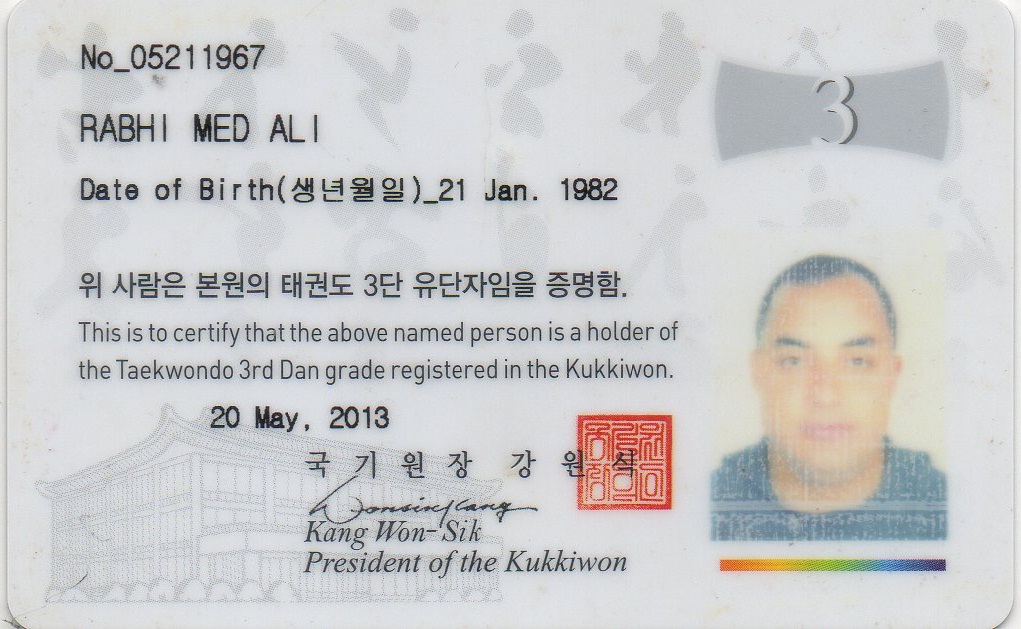 No_05211967
3
RABHI MED ALI
Date of Birth(생년월일)_21 Jan. 1982
위 사람은 본원의 태권도 3단 유단자임을 증명함.
This is to certify that the above named person is a holder of
the Taekwondo 3rd Dan grade registered in the Kukkiwon.
20 May, 2013
국 기 원 장 강 원 식
Wonsik Kang
Kang Won-Sik
President of the Kukkiwon